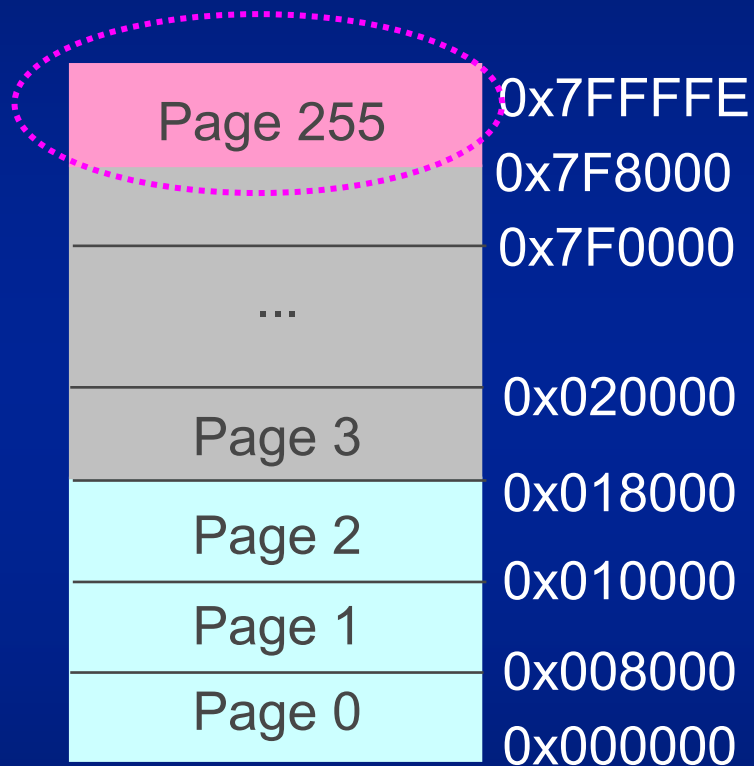 Page 255
0x7FFFFE
0x7F8000
0x7F0000
...
0x020000
Page 3
0x018000
Page 2
0x010000
Page 1
0x008000
Page 0
0x000000